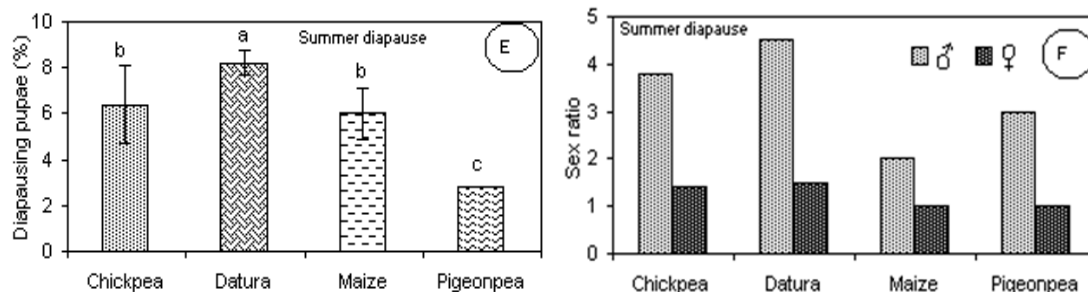 10
8
6
4
2
0
Diapausing pupae (%)
Summer diapause
E
b
a
b
c
Chickpea Datura Maize Pigeonpea
5
4
3
2
1
0
Sex ratio
Summer diapause
♂ ♀
F
Chickpea Datura Maize Pigeonpea